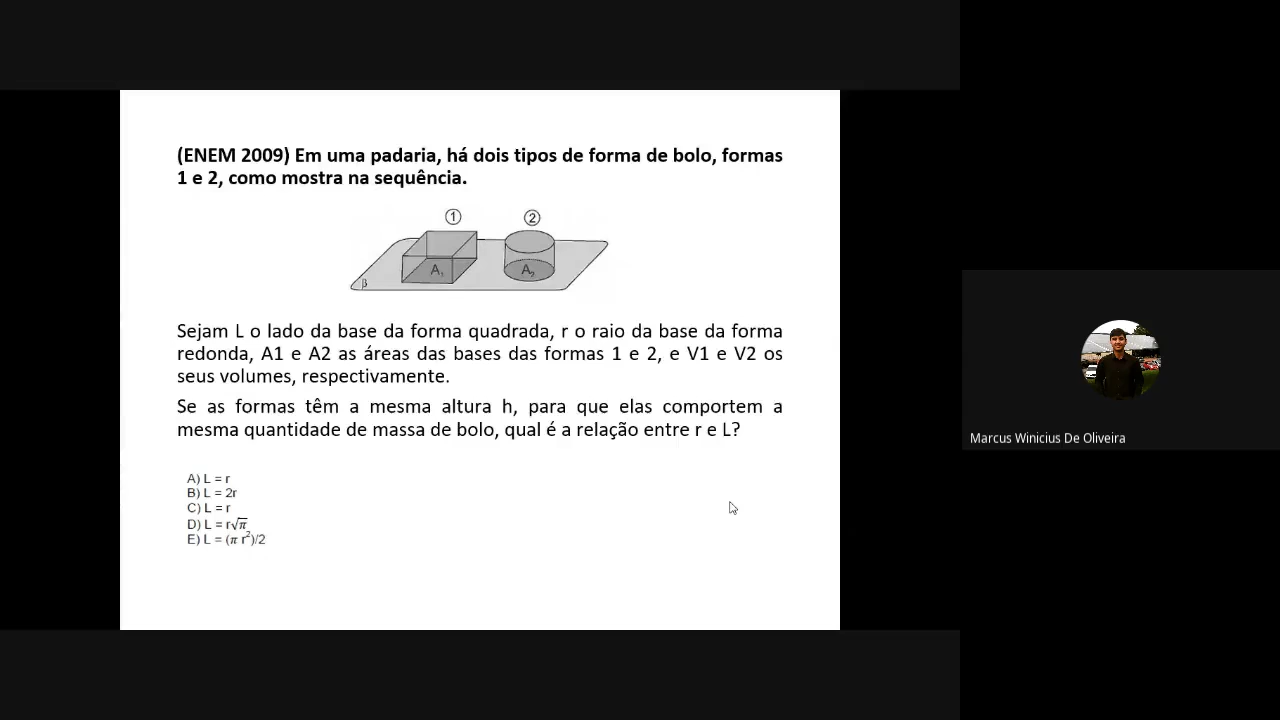 (ENEM 2009) Em uma padaria, há dois tipos de forma de bolo, formas
1 e 2, como mostra na sequência.
1 2
A1 A2
β
Sejam L o lado da base da forma quadrada, r o raio da base da forma
redonda, A1 e A2 as áreas das bases das formas 1 e 2, e V1 e V2 os
seus volumes, respectivamente.
Se as formas têm a mesma altura h, para que elas comportem a
mesma quantidade de massa de bolo, qual é a relação entre r e L?
A) L = r
B) L = 2r
C) L = r
D) L = r√π
E) L = (π r²)/2
Marcus Winicius De Oliveira